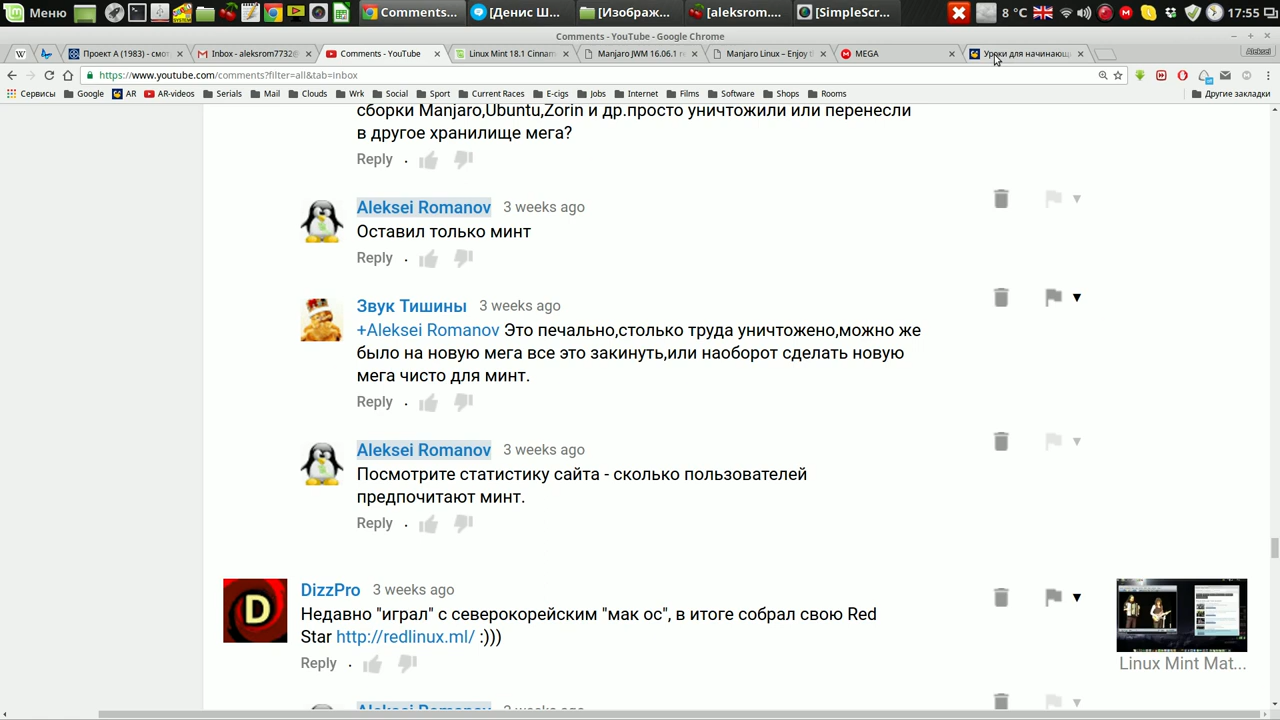 Меню
Comments...
[Денис Ш...
[Изображ...
[aleksrom....
[SimpleSc...
8 °C
17:55
Comments - YouTube - Google Chrome
Проект А (1983) - смот
Inbox - aleksrom7732@
Comments - YouTube
Linux Mint 18.1 Cinnam
Manjaro JWM 16.06.1 r
Manjaro Linux – Enjoy t
MEGA
Уроки для начинающ
Aleksei
https://www.youtube.com/comments?filter=all&tab=inbox
Сервисы Google AR AR-videos Serials Mail Clouds Wrk Social Sport Current Races E-cigs Jobs Internet Films Software Shops Rooms Другие закладки
сборки Manjaro,Ubuntu,Zorin и др.просто уничтожили или перенесли
в другое хранилище мега?
Reply
Aleksei Romanov 3 weeks ago
Оставил только минт
Reply
Звук Тишины 3 weeks ago
+Aleksei Romanov Это печально,столько труда уничтожено,можно же
было на новую мега все это закинуть,или наоборот сделать новую
мега чисто для минт.
Reply
Aleksei Romanov 3 weeks ago
Посмотрите статистику сайта - сколько пользователей
предпочитают минт.
Reply
DizzPro 3 weeks ago
Недавно "играл" с северокорейским "мак ос", в итоге собрал свою Red
Star http://redlinux.ml/ :)))
Linux Mint Mat...
Reply
Aleksei Romanov 3 weeks ago